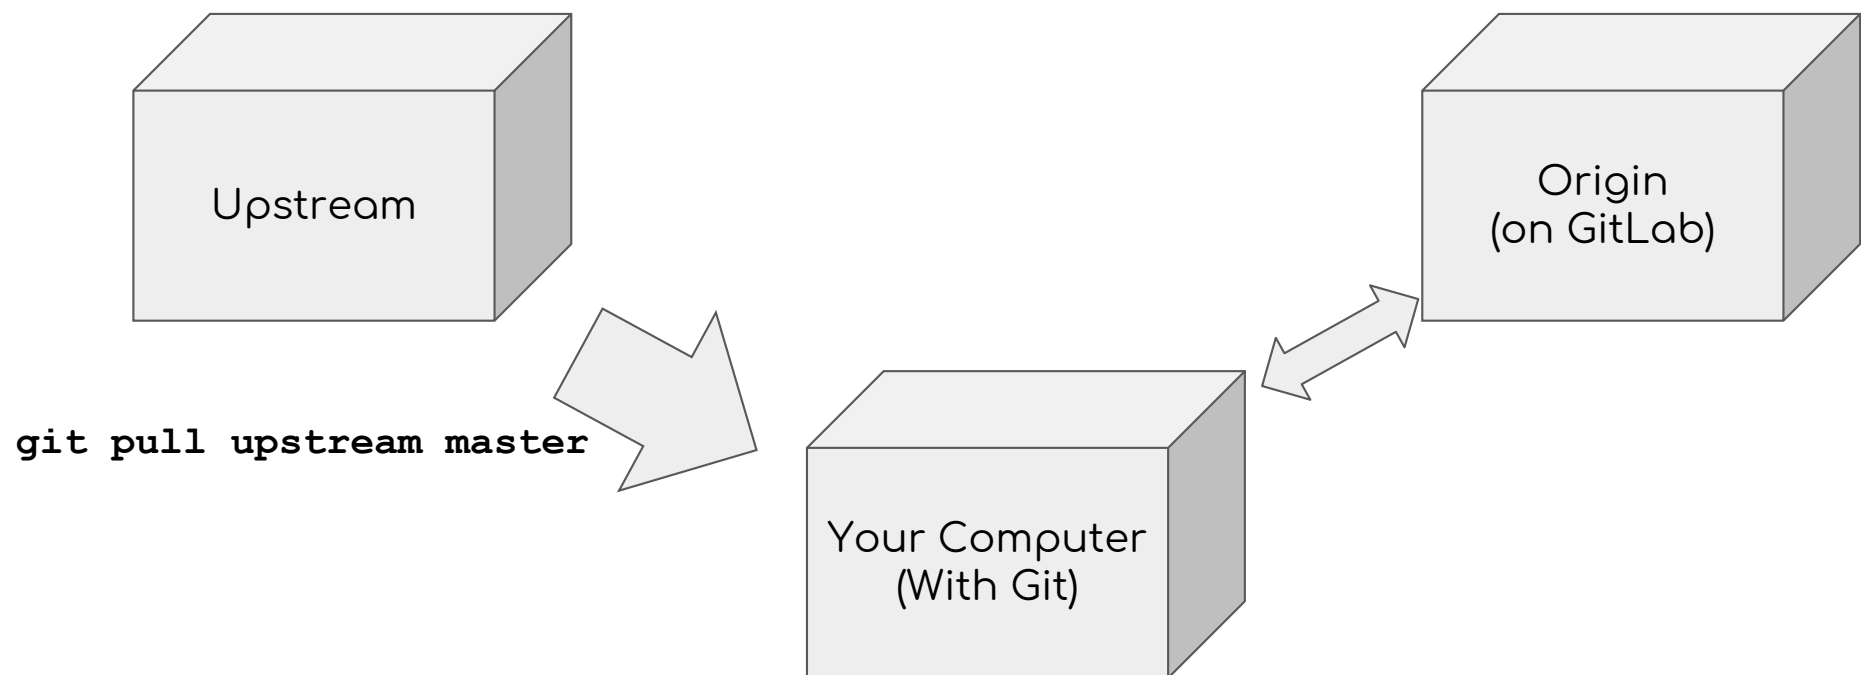 Upstream
Origin
(on GitLab)
git pull upstream master
Your Computer
(With Git)